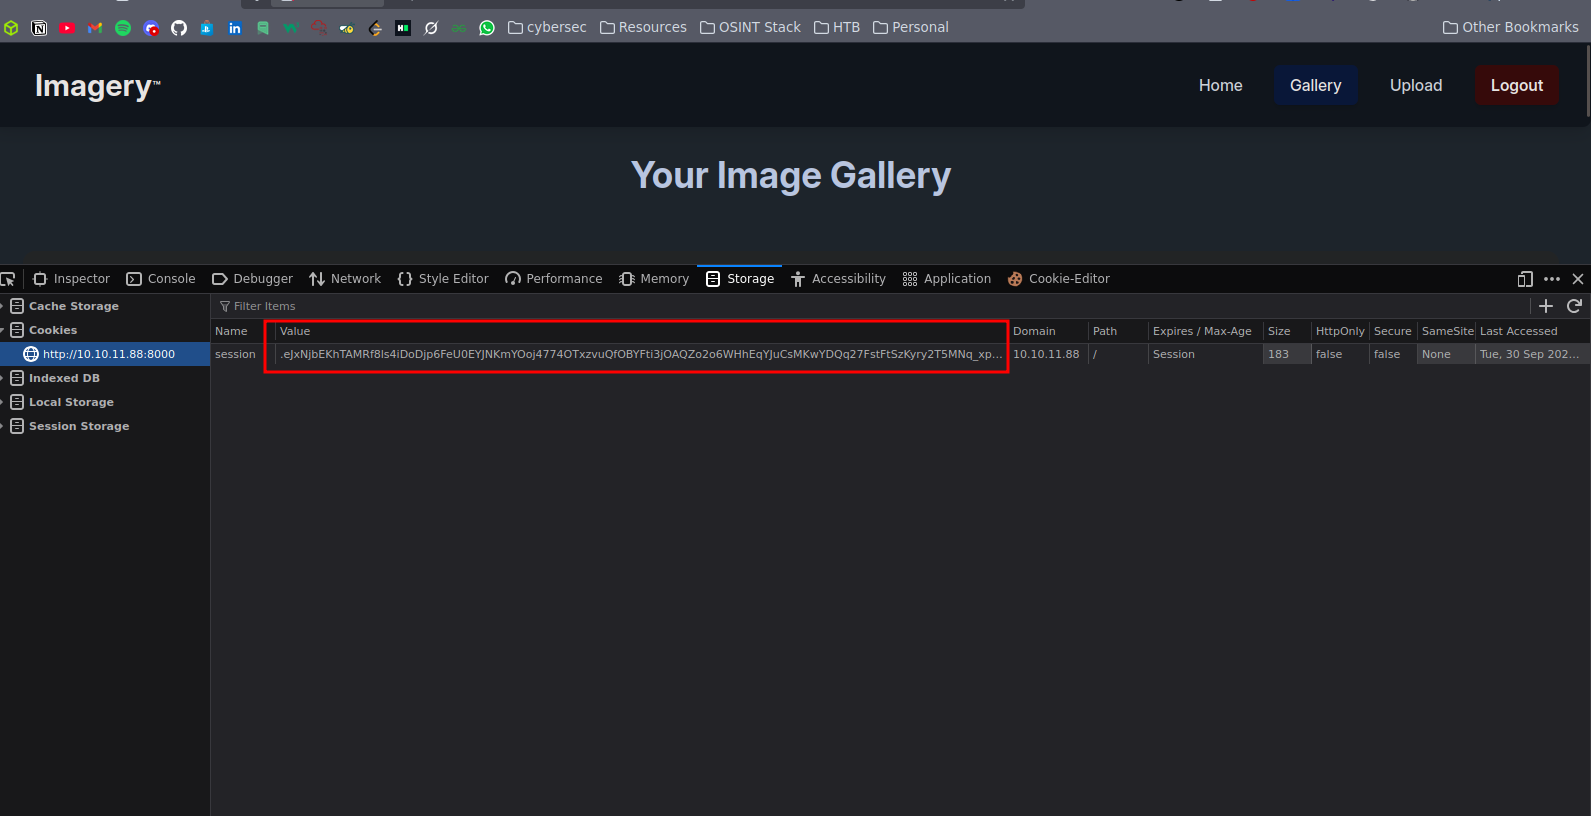 cybersec Resources OSINT Stack HTB Personal Other Bookmarks
Imagery™ Home Gallery Upload Logout
Your Image Gallery
Inspector Console Debugger Network Style Editor Performance Memory Storage Accessibility Application Cookie-Editor
Cache Storage
Cookies
http://10.10.11.88:8000
Indexed DB
Local Storage
Session Storage
Filter Items
Name Value Domain Path Expires / Max-Age Size HttpOnly Secure SameSite Last Accessed
session 10.10.11.88 / Session 183 false false None Tue, 30 Sep 202...